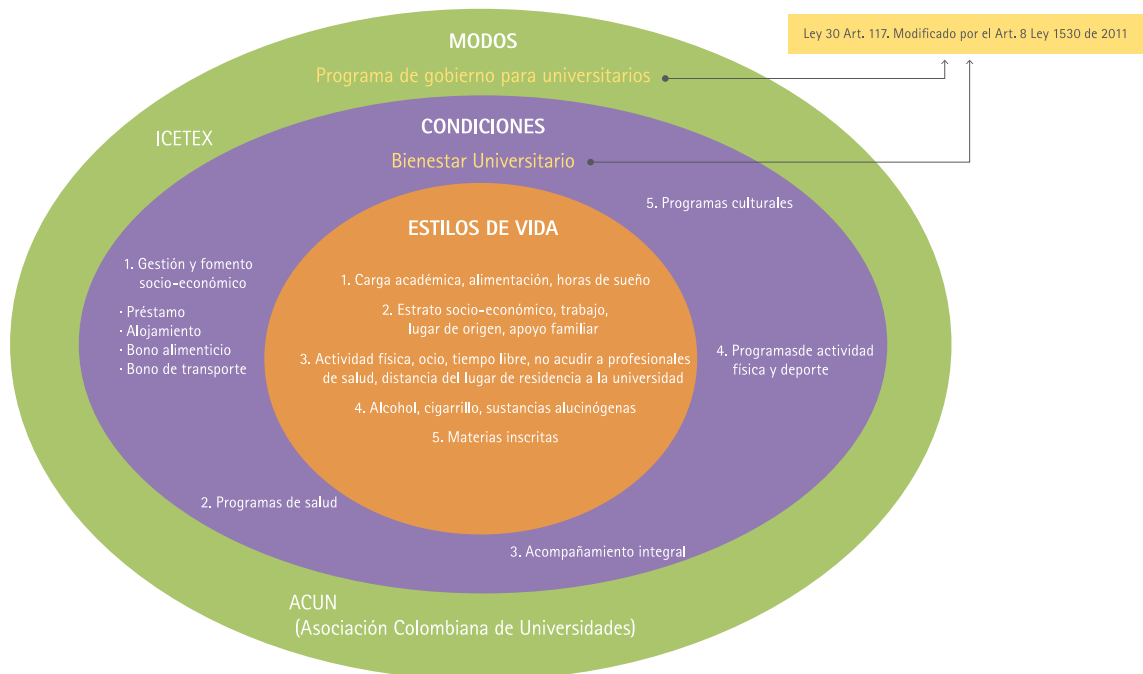 Ley 30 Art. 117. Modificado por el Art. 8 Ley 1530 de 2011
MODOS
Programa de gobierno para universitarios
ICETEX
CONDICIONES
Bienestar Universitario
5. Programas culturales
ESTILOS DE VIDA
1. Carga académica, alimentación, horas de sueño
2. Estrato socio-económico, trabajo,
lugar de origen, apoyo familiar
3. Actividad física, ocio, tiempo libre, no acudir a profesionales
de salud, distancia del lugar de residencia a la universidad
4. Alcohol, cigarrillo, sustancias alucinógenas
5. Materias inscritas
1. Gestión y fomento
socio-económico
· Préstamo
· Alojamiento
· Bono alimenticio
· Bono de transporte
4. Programasde actividad
física y deporte
2. Programas de salud
3. Acompañamiento integral
ACUN
(Asociación Colombiana de Universidades)